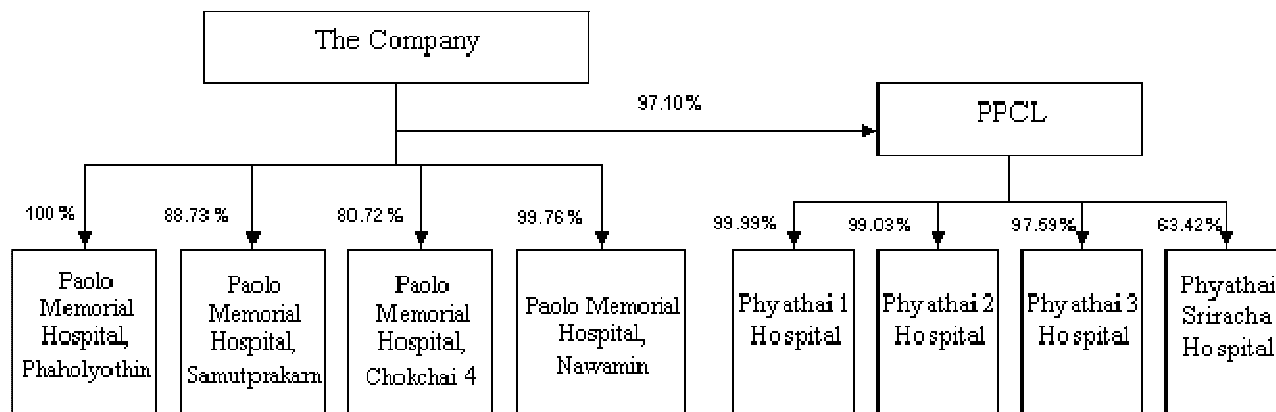 The Company
97.10%
PPCL
100%
88.73%
80.72%
99.76%
99.99%
99.03%
97.59%
63.42%
Paolo
Memorial
Hospital,
Phaholyothin
Paolo
Memorial
Hospital,
Samutprakarn
Paolo
Memorial
Hospital,
Chokchai 4
Paolo Memorial
Hospital,
Nawamin
Phyathai 1
Hospital
Phyathai 2
Hospital
Phyathai 3
Hospital
Phyathai
Sriracha
Hospital